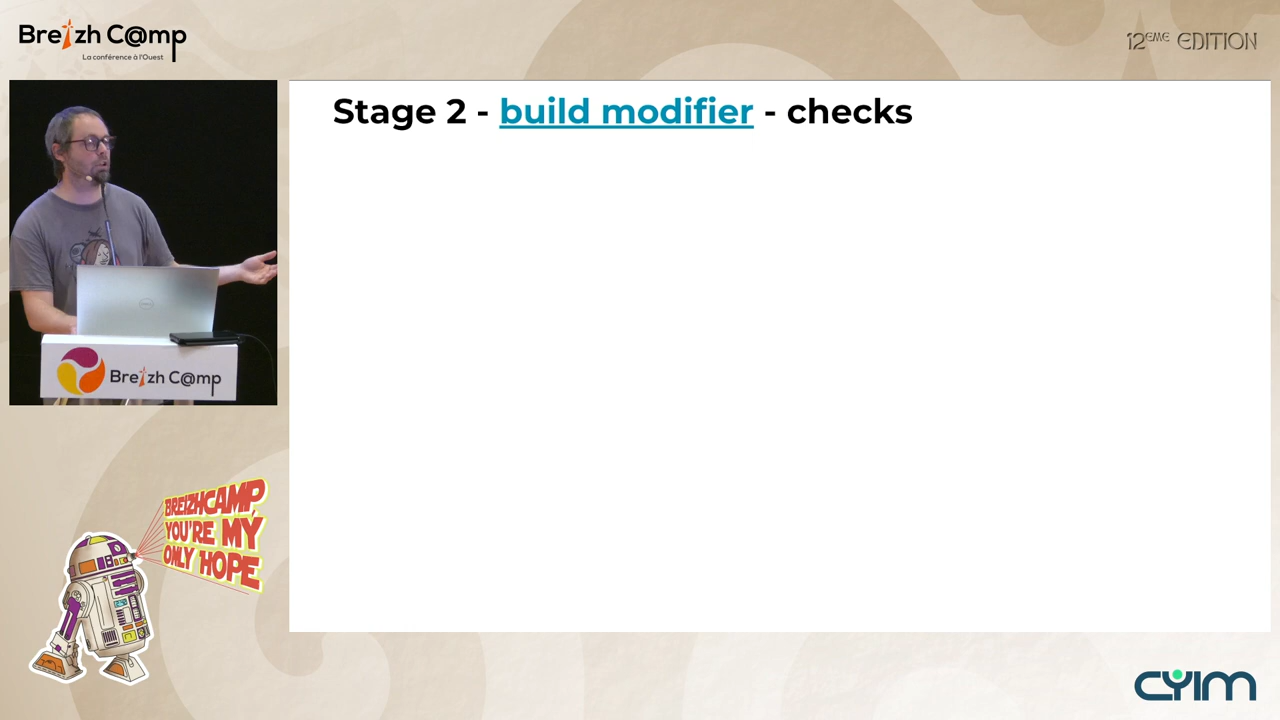 Breizh C@mp
La conférence à l'Ouest
12ÈME EDITION
Stage 2 - build modifier - checks
Breizh C@mp
BREIZHCAMP
YOU'RE MY
ONLY HOPE
CYIM